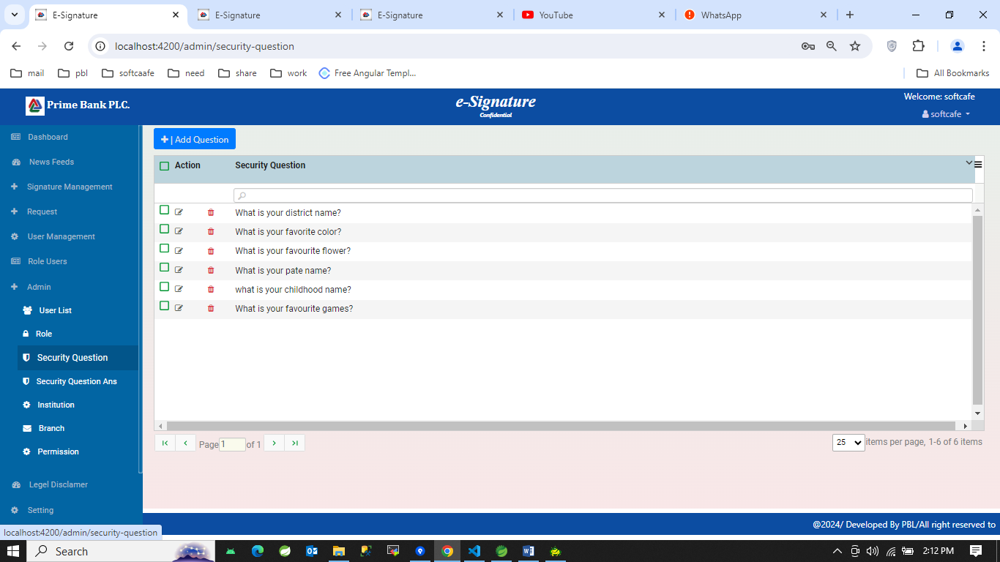 E-Signature
E-Signature
E-Signature
YouTube
WhatsApp
localhost:4200/admin/security-question
mail
pbl
softcaafe
need
share
work
Free Angular Templ...
All Bookmarks
Prime Bank PLC.
e-Signature
Confidential
Welcome: softcafe
softcafe
Dashboard
News Feeds
Signature Management
Request
User Management
Role Users
Admin
User List
Role
Security Question
Security Question Ans
Institution
Branch
Permission
Legel Disclamer
Setting
localhost:4200/admin/security-question
| Add Question
Action Security Question
What is your district name?
What is your favorite color?
What is your favourite flower?
What is your pate name?
what is your childhood name?
What is your favourite games?
Page 1 of 1
25 items per page, 1-6 of 6 items
@2024/ Developed By PBL/All right reserved to
Search
2:12 PM